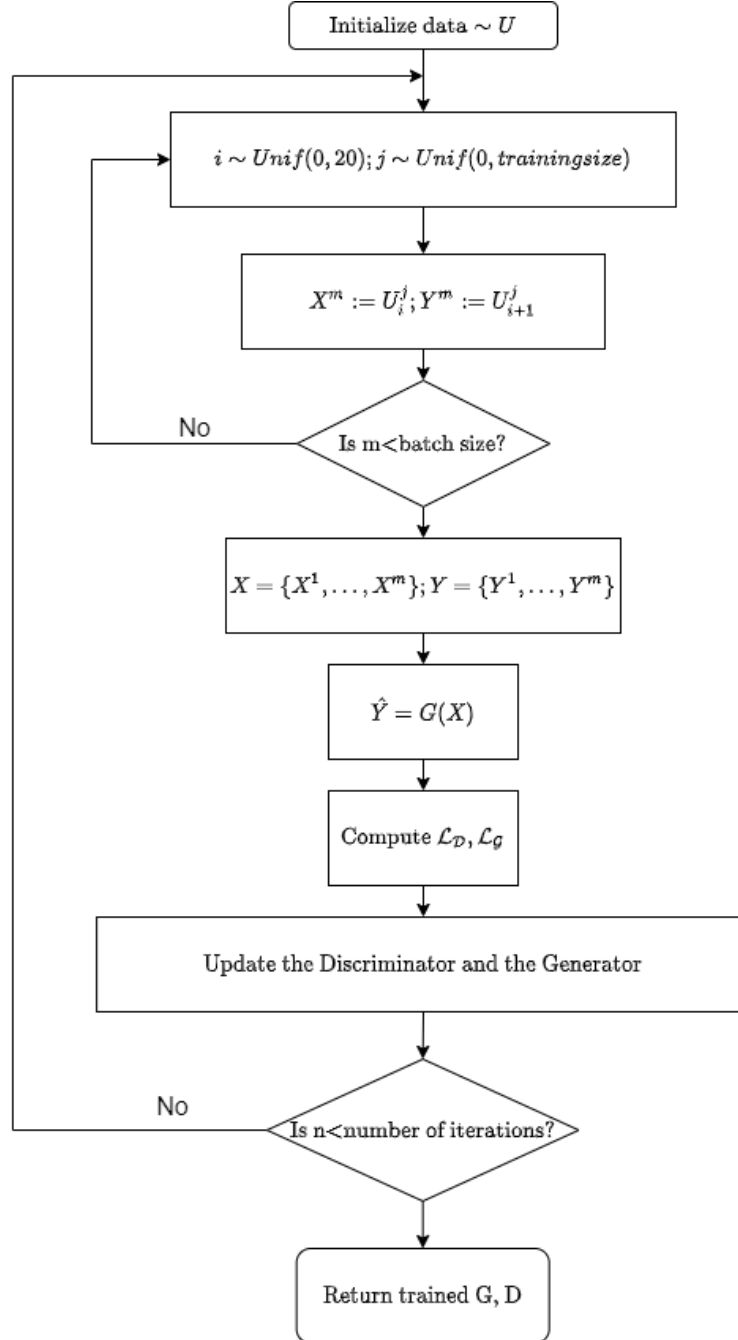 Initialize data ∼ U
i ∼ Unif(0, 20); j ∼ Unif(0, trainingsize)
X^m := U_i^j; Y^m := U_{i+1}^j
No
Is m<batch size?
X = {X^1, . . . , X^m}; Y = {Y^1, . . . , Y^m}
Ŷ = G(X)
Compute ℒ_𝒟, ℒ_𝒢
Update the Discriminator and the Generator
No
Is n<number of iterations?
Return trained G, D